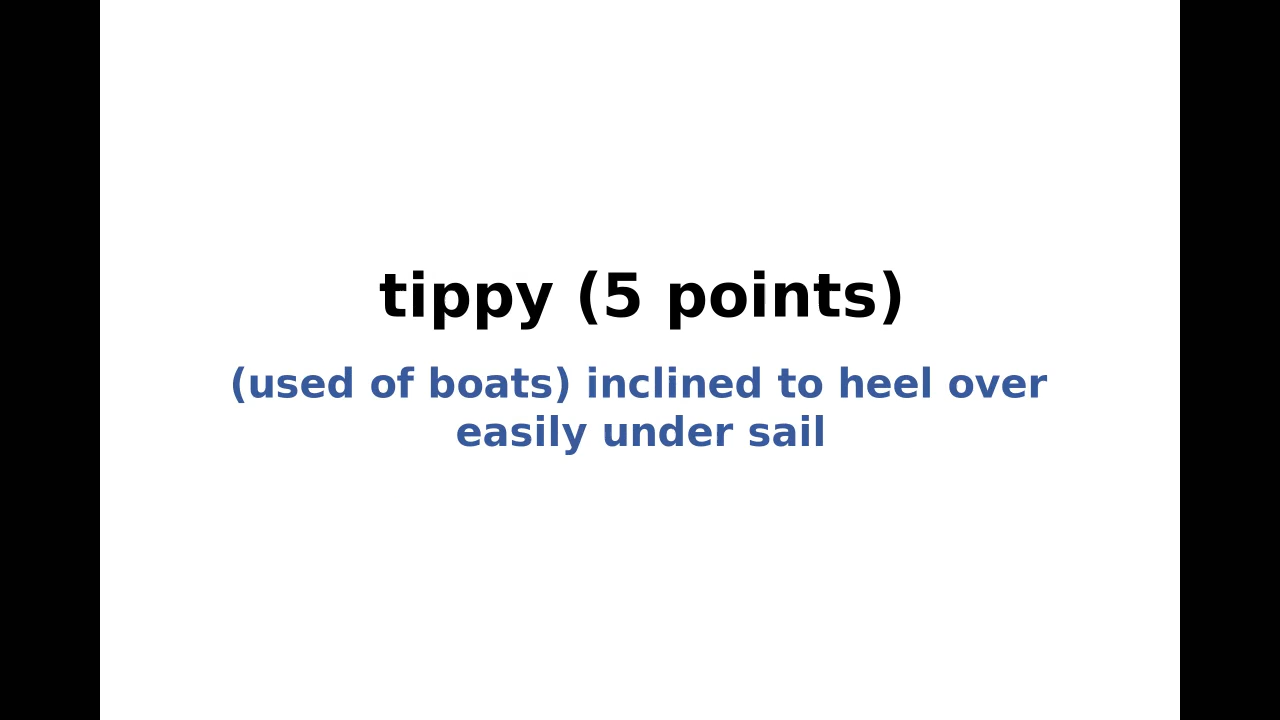 tippy (5 points)
(used of boats) inclined to heel over
easily under sail